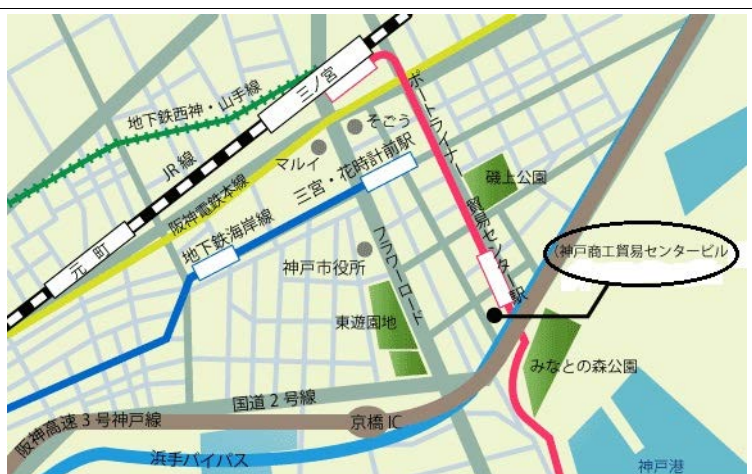 三ノ宮
地下鉄西神・山手線
JR線
そごう
マルイ
ポートライナー
三宮・花時計前駅
磯上公園
阪神電鉄本線
地下鉄海岸線
元町
貿易センター駅
(神戸商工貿易センタービル
神戸市役所
フラワーロード
東遊園地
みなとの森公園
国道2号線
阪神高速3号神戸線
京橋IC
浜手バイパス
神戸港